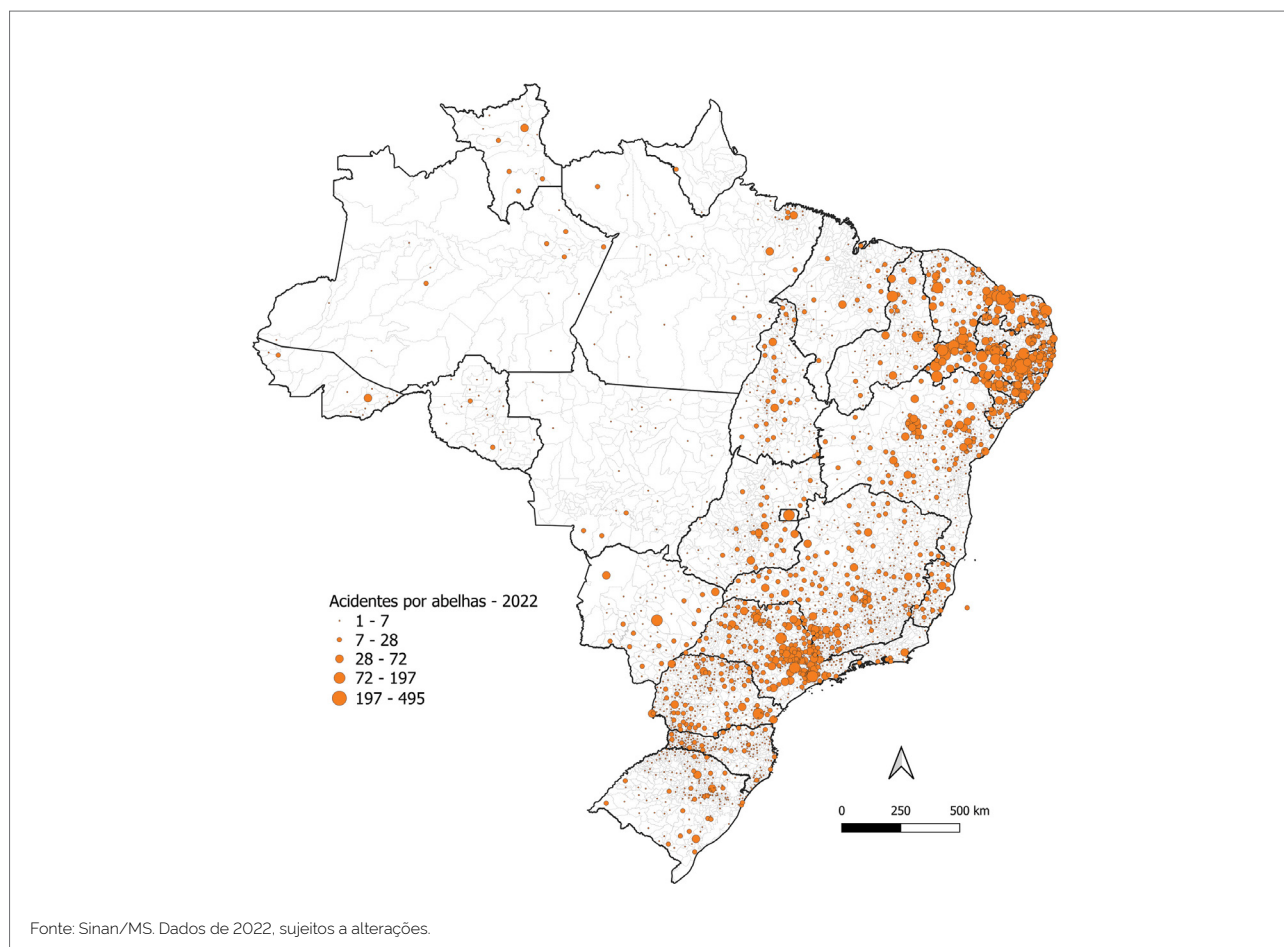 Acidentes por abelhas - 2022
1 - 7
7 - 28
28 - 72
72 - 197
197 - 495
0 250 500 km
Fonte: Sinan/MS. Dados de 2022, sujeitos a alterações.